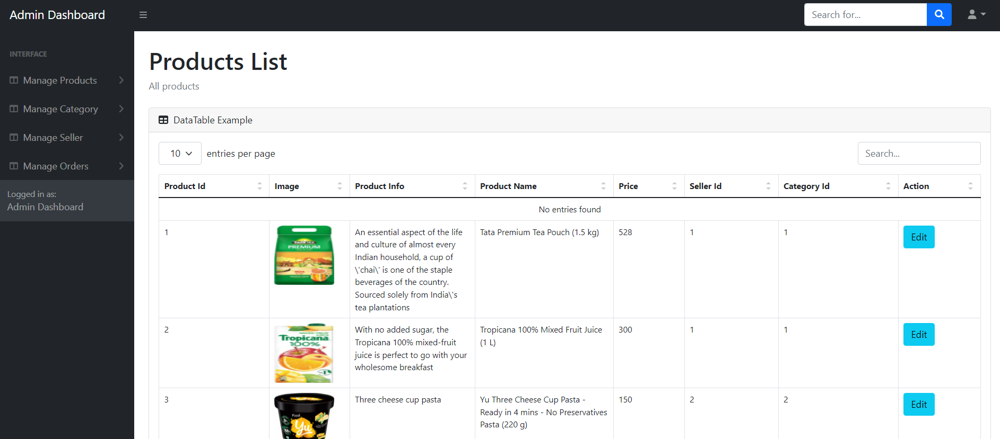 Admin Dashboard
Search for...
INTERFACE
Manage Products
Manage Category
Manage Seller
Manage Orders
Logged in as:
Admin Dashboard
Products List
All products
DataTable Example
10 entries per page
Search...
Product Id Image Product Info Product Name Price Seller Id Category Id Action
No entries found
1
TATA TEA
PREMIUM
INDIA
An essential aspect of the life
and culture of almost every
Indian household, a cup of
\'chai\' is one of the staple
beverages of the country.
Sourced solely from India\'s
tea plantations
Tata Premium Tea Pouch (1.5 kg)
528
1
1
Edit
2
MIXED FRUIT
JUICE
Tropicana
100%
With no added sugar, the
Tropicana 100% mixed-fruit
juice is perfect to go with your
wholesome breakfast
Tropicana 100% Mixed Fruit Juice
(1 L)
300
1
1
Edit
3
Food
Yu
Three cheese cup pasta
Yu Three Cheese Cup Pasta -
Ready in 4 mins - No Preservatives
Pasta (220 g)
150
2
2
Edit